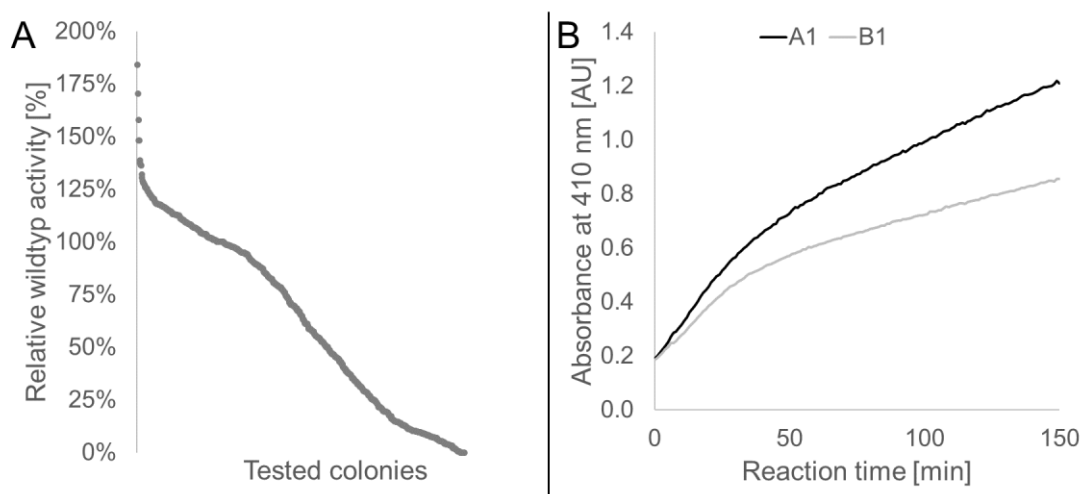 A
Relative wildtyp activity [%]
200%
175%
150%
125%
100%
75%
50%
25%
0%
Tested colonies
B
A1 B1
Absorbance at 410 nm [AU]
1.4
1.2
1.0
0.8
0.6
0.4
0.2
0.0
0 50 100 150
Reaction time [min]